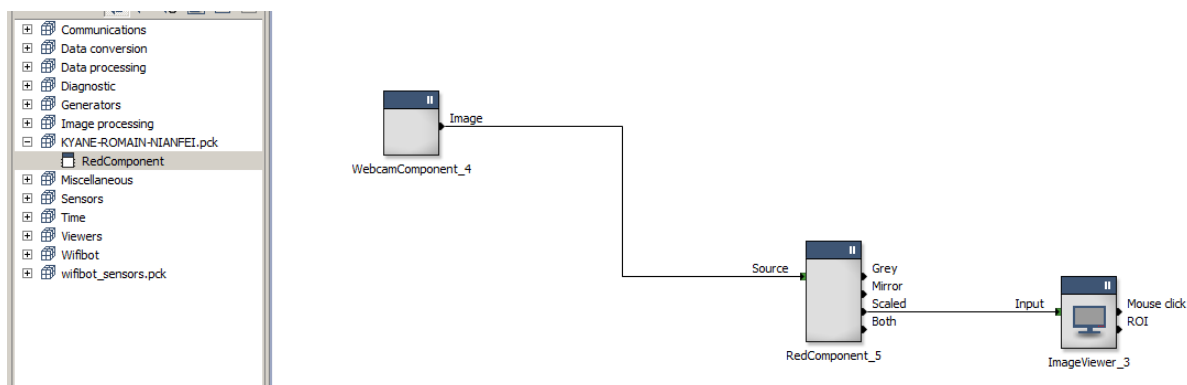 Communications
Data conversion
Data processing
Diagnostic
Generators
Image processing
KYANE-ROMAIN-NIANFEI.pck
RedComponent
Miscellaneous
Sensors
Time
Viewers
Wifibot
wifibot_sensors.pck
Image
WebcamComponent_4
Source
Grey
Mirror
Scaled
Both
RedComponent_5
Input
Mouse click
ROI
ImageViewer_3